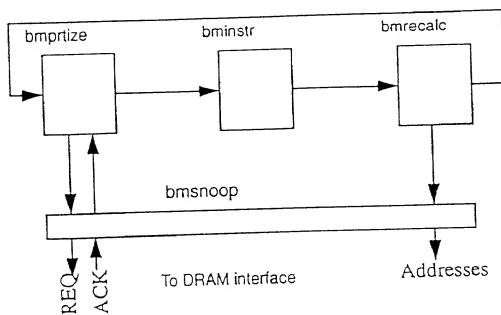 bmprtize
bminstr
bmrecalc
bmsnoop
REQ
ACK
To DRAM interface
Addresses